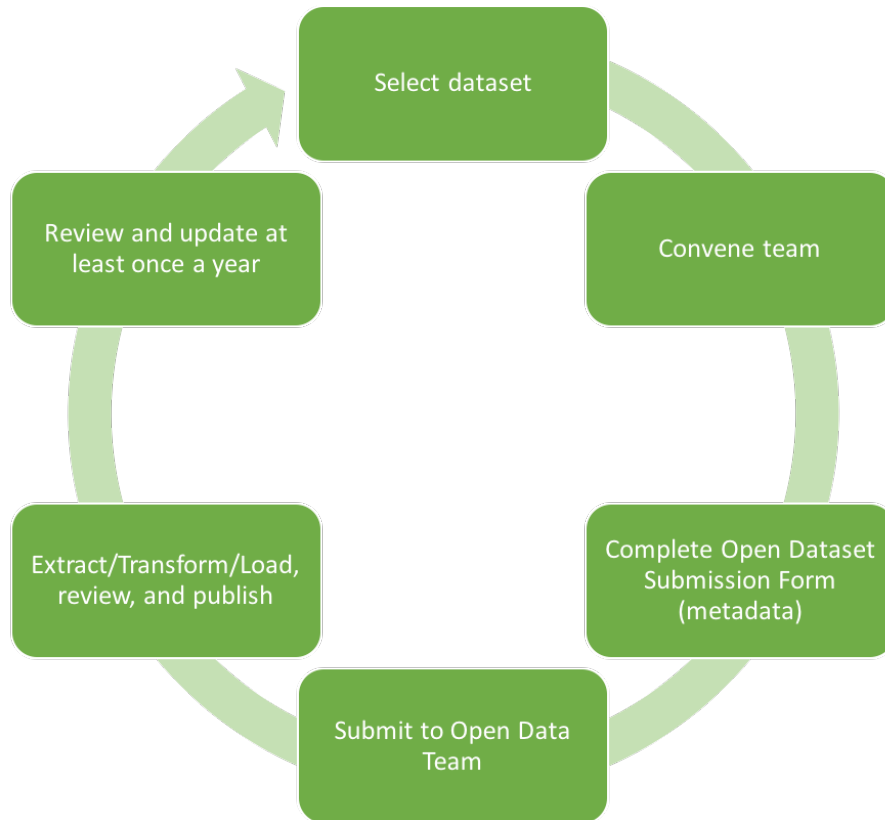 Select dataset
Convene team
Complete Open Dataset
Submission Form
(metadata)
Submit to Open Data
Team
Extract/Transform/Load,
review, and publish
Review and update at
least once a year